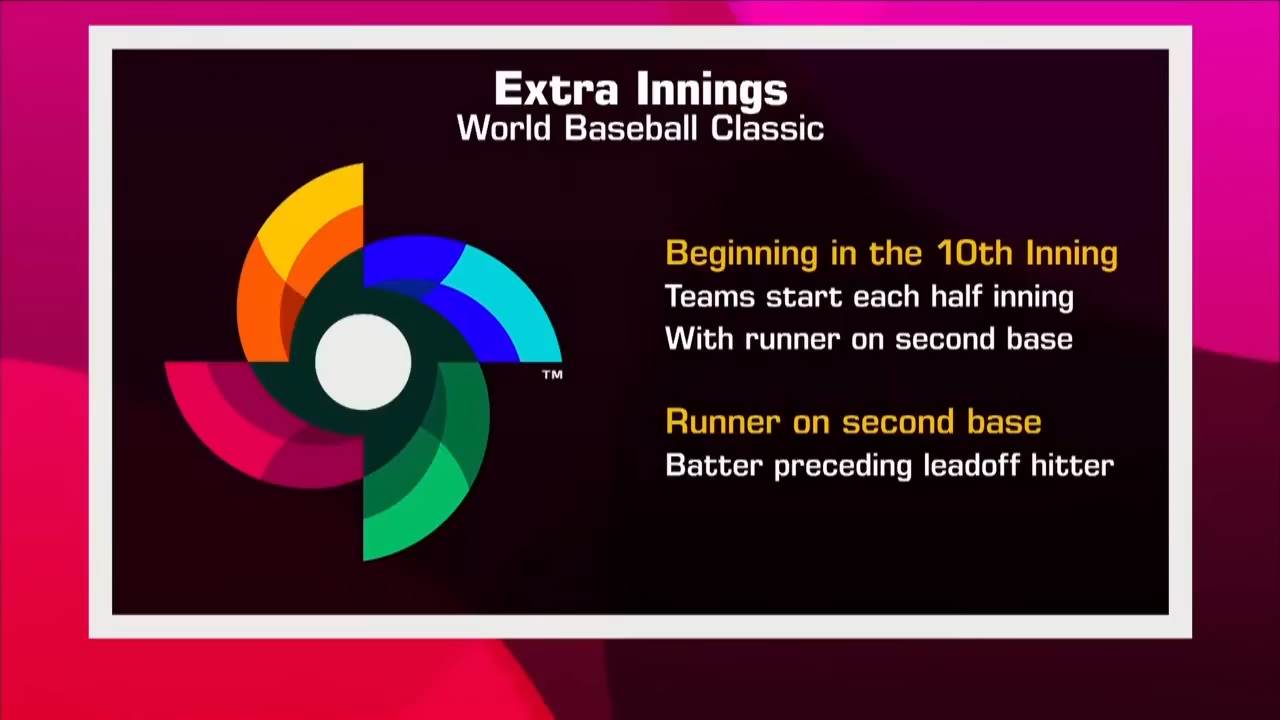 Extra Innings
World Baseball Classic
Beginning in the 10th Inning
Teams start each half inning
With runner on second base
TM
Runner on second base
Batter preceding leadoff hitter